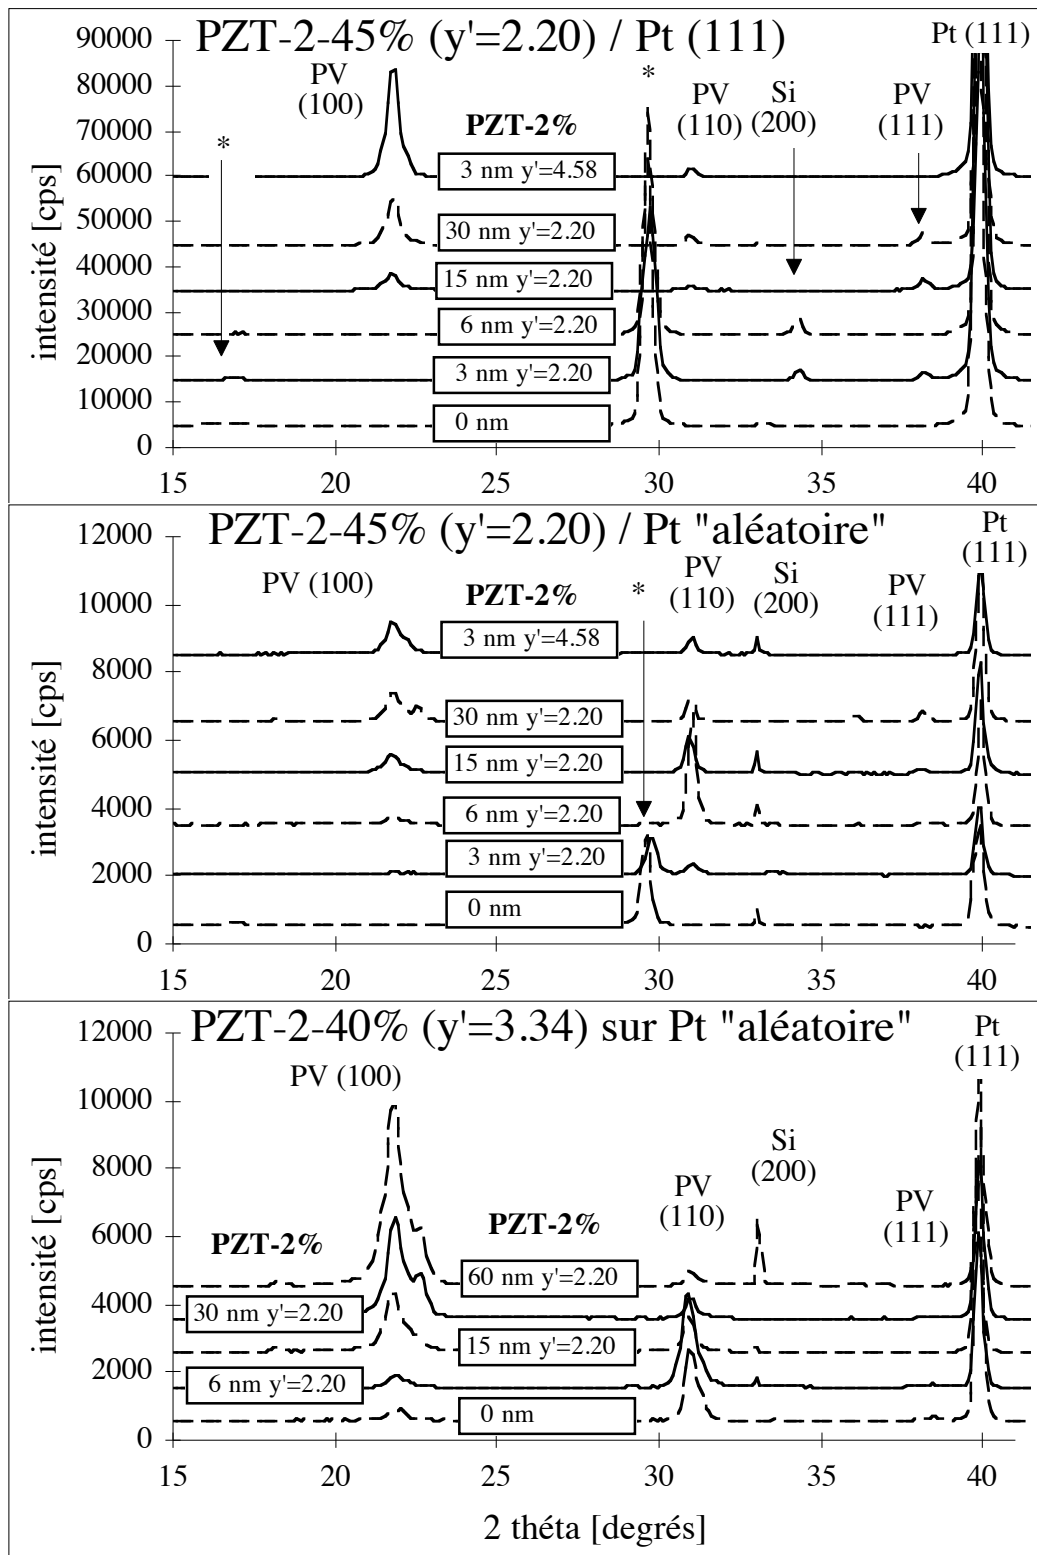 PZT-2-45% (y'=2.20) / Pt (111)
Pt (111)
90000
80000
70000
60000
50000
40000
30000
20000
10000
0
intensité [cps]
*
PV
(100)
PZT-2%
*
PV
(110)
Si
(200)
PV
(111)
3 nm y'=4.58
30 nm y'=2.20
15 nm y'=2.20
6 nm y'=2.20
3 nm y'=2.20
0 nm
15 20 25 30 35 40
PZT-2-45% (y'=2.20) / Pt "aléatoire"
Pt
(111)
12000
10000
8000
6000
4000
2000
0
intensité [cps]
PV (100)
PZT-2%
*
PV
(110)
Si
(200)
PV
(111)
3 nm y'=4.58
30 nm y'=2.20
15 nm y'=2.20
6 nm y'=2.20
3 nm y'=2.20
0 nm
15 20 25 30 35 40
PZT-2-40% (y'=3.34) sur Pt "aléatoire"
Pt
(111)
12000
10000
8000
6000
4000
2000
0
intensité [cps]
PV (100)
PZT-2%
PZT-2%
PV
(110)
Si
(200)
PV
(111)
60 nm y'=2.20
30 nm y'=2.20
15 nm y'=2.20
6 nm y'=2.20
0 nm
15 20 25 30 35 40
2 théta [degrés]